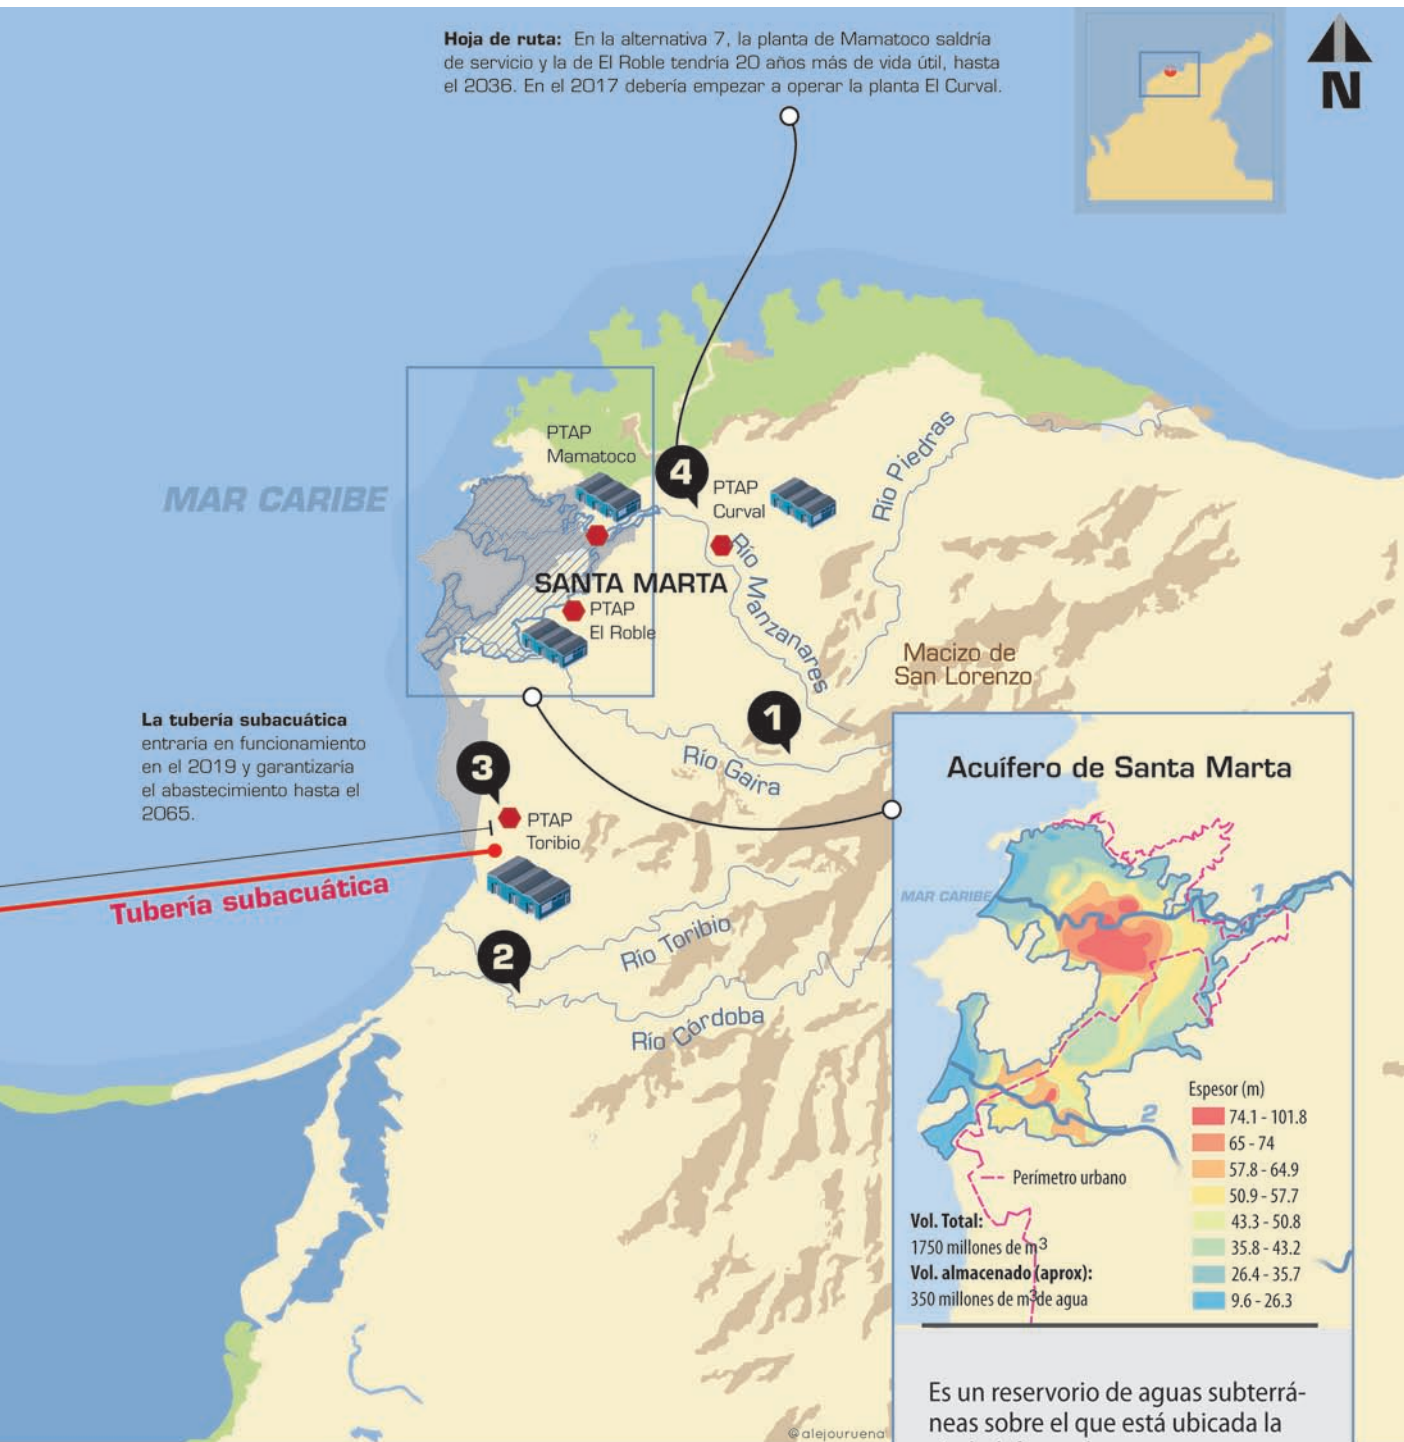 Hoja de ruta: En la alternativa 7, la planta de Mamatoco saldría
de servicio y la de El Roble tendría 20 años más de vida útil, hasta
el 2036. En el 2017 debería empezar a operar la planta El Curval.
N
PTAP
Mamatoco
4
PTAP
Curval
Río Piedras
MAR CARIBE
Río Manzanares
SANTA MARTA
PTAP
El Roble
Macizo de
San Lorenzo
1
Río Gaira
La tubería subacuática
entraría en funcionamiento
en el 2019 y garantizaría
el abastecimiento hasta el
2065.
3
PTAP
Toribio
Tubería subacuática
2
Río Toribio
Río Córdoba
Acuífero de Santa Marta
MAR CARIBE
1
2
Espesor (m)
74.1 - 101.8
65 - 74
57.8 - 64.9
50.9 - 57.7
43.3 - 50.8
35.8 - 43.2
26.4 - 35.7
9.6 - 26.3
Perímetro urbano
Vol. Total:
1750 millones de m3
Vol. almacenado (aprox):
350 millones de m3 de agua
Es un reservorio de aguas subterrá-
neas sobre el que está ubicada la
@alejouruena